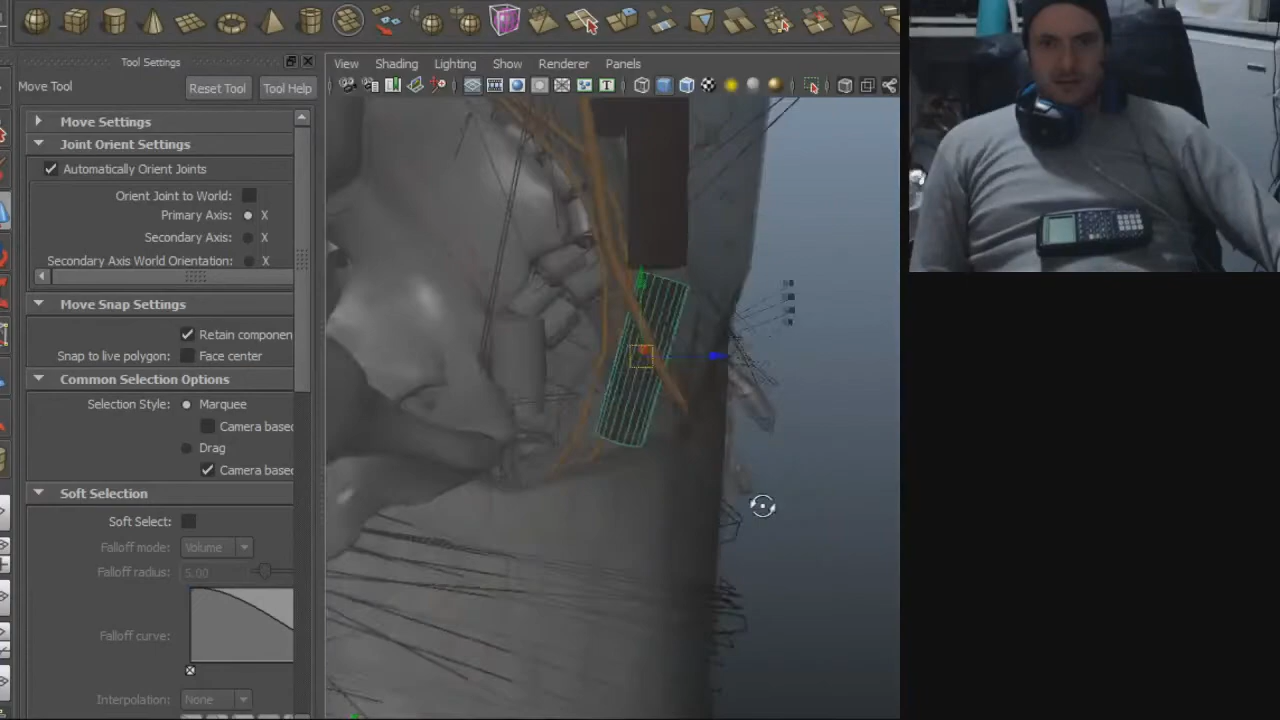 Tool Settings
Move Tool
Reset Tool
Tool Help
Move Settings
Joint Orient Settings
Automatically Orient Joints
Orient Joint to World:
Primary Axis: X
Secondary Axis: X
Secondary Axis World Orientation: X
Move Snap Settings
Retain componen
Snap to live polygon: Face center
Common Selection Options
Selection Style: Marquee
Camera based
Drag
Camera based
Soft Selection
Soft Select:
Falloff mode: Volume
Falloff radius: 5.00
Falloff curve:
Interpolation: None
View Shading Lighting Show Renderer Panels